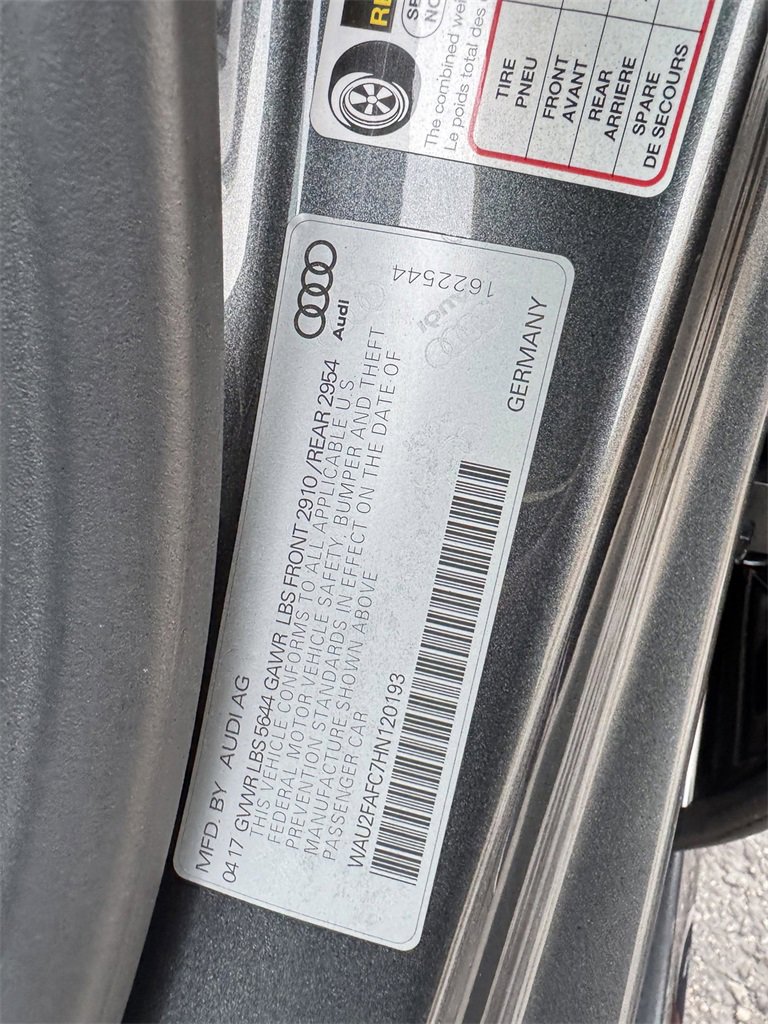 The combined wei
Le poids total des
TIRE
PNEU
FRONT
AVANT
REAR
ARRIERE
SPARE
DE SECOURS
Audi
MFD. BY AUDI AG
04 17 GVWR LBS 5644 GAWR LBS FRONT 2910 /REAR 2954
THIS VEHICLE CONFORMS TO ALL APPLICABLE U.S.
FEDERAL MOTOR VEHICLE SAFETY, BUMPER AND THEFT
PREVENTION STANDARDS IN EFFECT ON THE DATE OF
MANUFACTURE SHOWN ABOVE
PASSENGER CAR
WAU2FAFC7HN120193
GERMANY
1622544